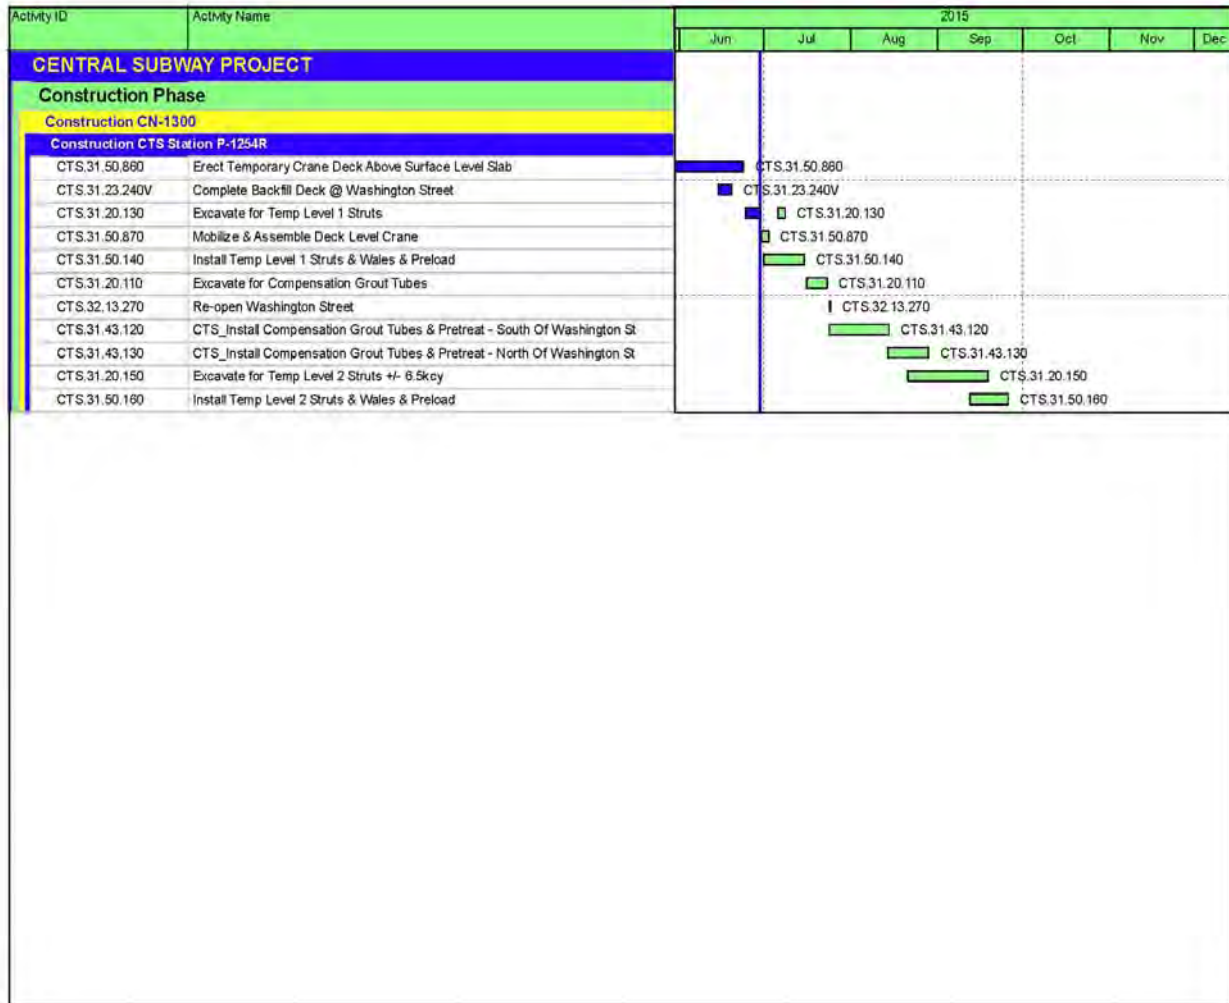 Activity ID Activity Name 2015
Jun Jul Aug Sep Oct Nov Dec
CENTRAL SUBWAY PROJECT
Construction Phase
Construction CN-1300
Construction CTS Station P-1254R
CTS.31.50.860 Erect Temporary Crane Deck Above Surface Level Slab CTS.31.50.860
CTS.31.23.240V Complete Backfill Deck @ Washington Street CTS.31.23.240V
CTS.31.20.130 Excavate for Temp Level 1 Struts CTS.31.20.130
CTS.31.50.870 Mobilize & Assemble Deck Level Crane CTS.31.50.870
CTS.31.50.140 Install Temp Level 1 Struts & Wales & Preload CTS.31.50.140
CTS.31.20.110 Excavate for Compensation Grout Tubes CTS.31.20.110
CTS.32.13.270 Re-open Washington Street CTS.32.13.270
CTS.31.43.120 CTS_Install Compensation Grout Tubes & Pretreat - South Of Washington St CTS.31.43.120
CTS.31.43.130 CTS_Install Compensation Grout Tubes & Pretreat - North Of Washington St CTS.31.43.130
CTS.31.20.150 Excavate for Temp Level 2 Struts +/- 6.5kcy CTS.31.20.150
CTS.31.50.160 Install Temp Level 2 Struts & Wales & Preload CTS.31.50.160